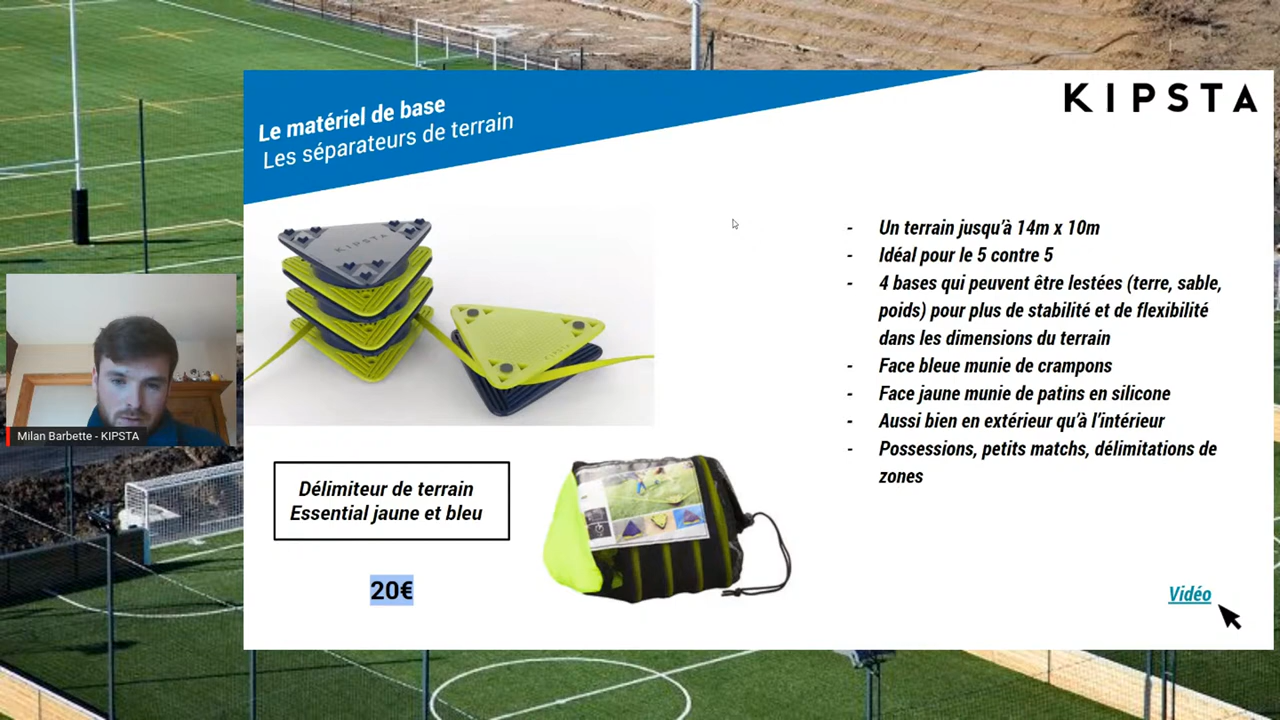 Le matériel de base
Les séparateurs de terrain
KIPSTA
KIPSTA
- Un terrain jusqu'à 14m x 10m
- Idéal pour le 5 contre 5
- 4 bases qui peuvent être lestées (terre, sable,
poids) pour plus de stabilité et de flexibilité
dans les dimensions du terrain
- Face bleue munie de crampons
- Face jaune munie de patins en silicone
- Aussi bien en extérieur qu'à l'intérieur
- Possessions, petits matchs, délimitations de
zones
Milan Barbette - KIPSTA
Délimiteur de terrain
Essential jaune et bleu
20€
Vidéo